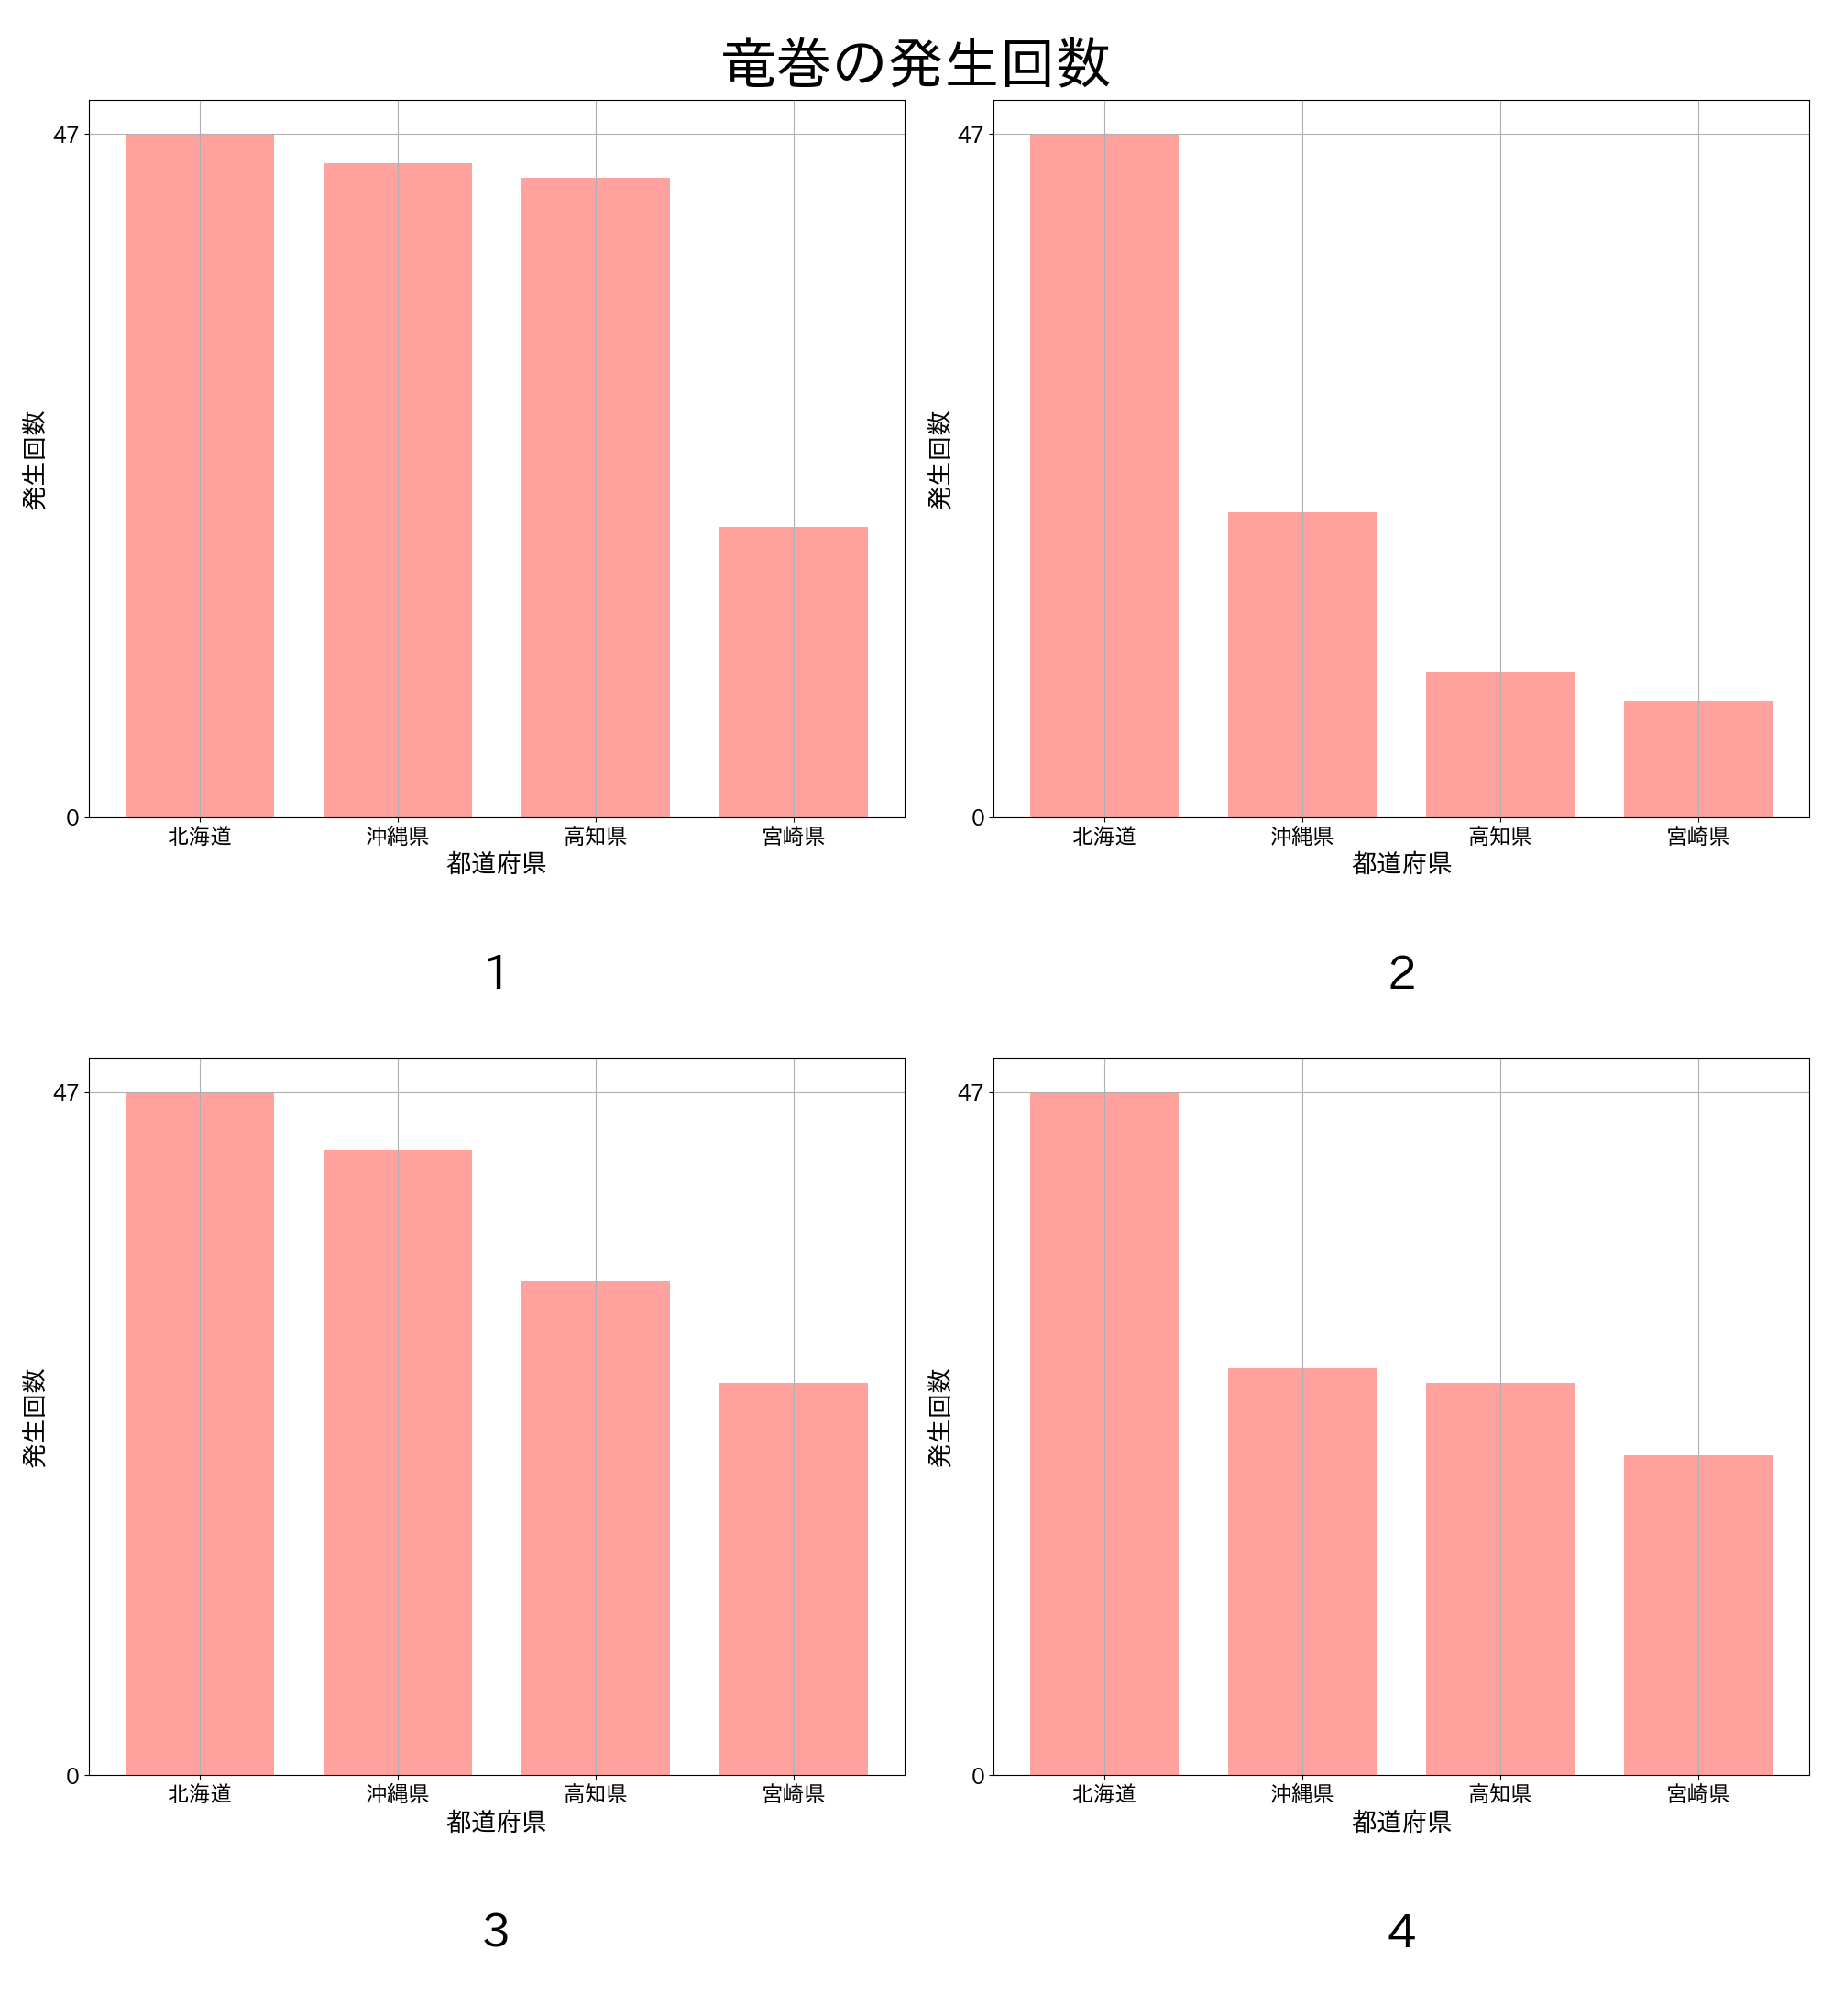 竜巻の発生回数
47
0
発生回数
北海道 沖縄県 高知県 宮崎県
都道府県
1
47
0
発生回数
北海道 沖縄県 高知県 宮崎県
都道府県
2
47
0
発生回数
北海道 沖縄県 高知県 宮崎県
都道府県
3
47
0
発生回数
北海道 沖縄県 高知県 宮崎県
都道府県
4